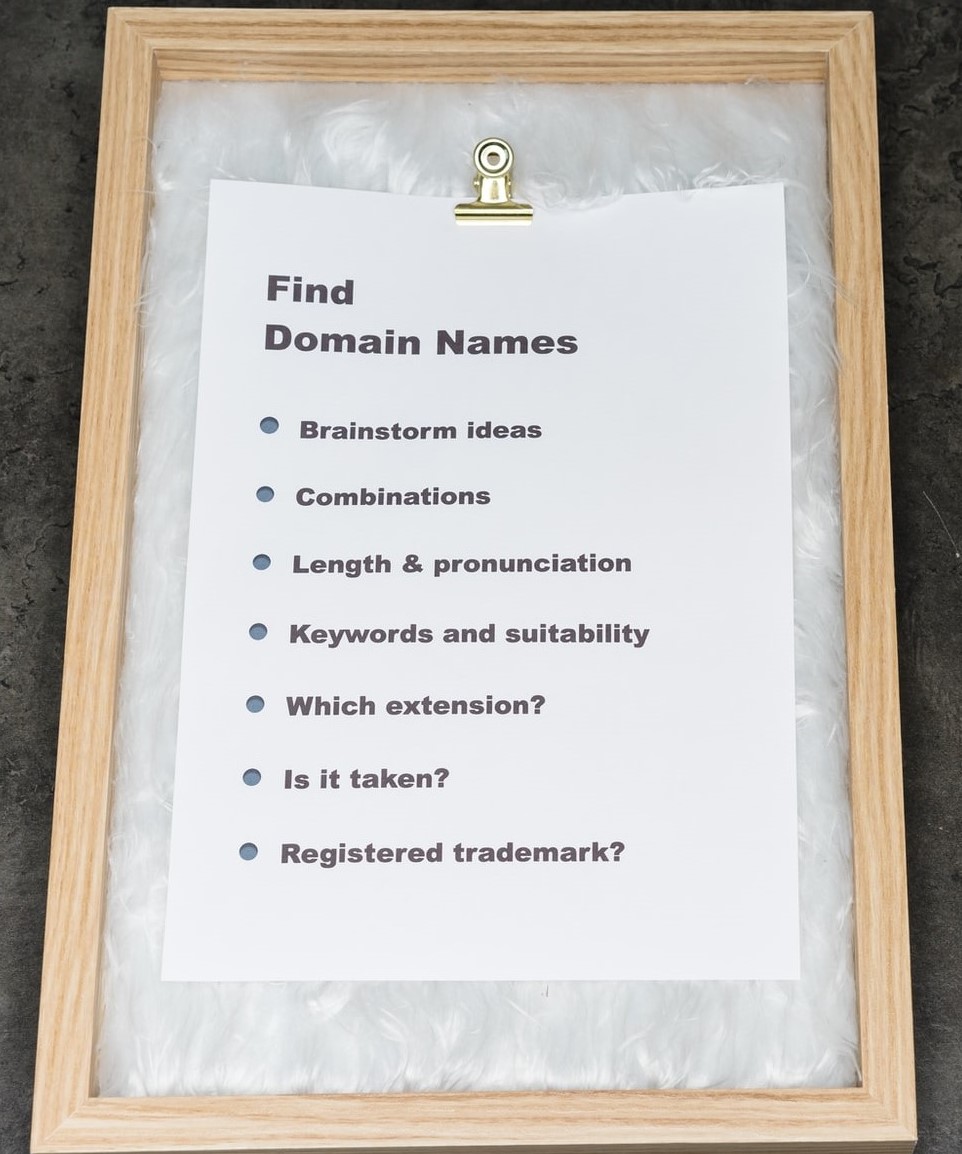 Find
Domain Names
Brainstorm ideas
Combinations
Length & pronunciation
Keywords and suitability
Which extension?
Is it taken?
Registered trademark?